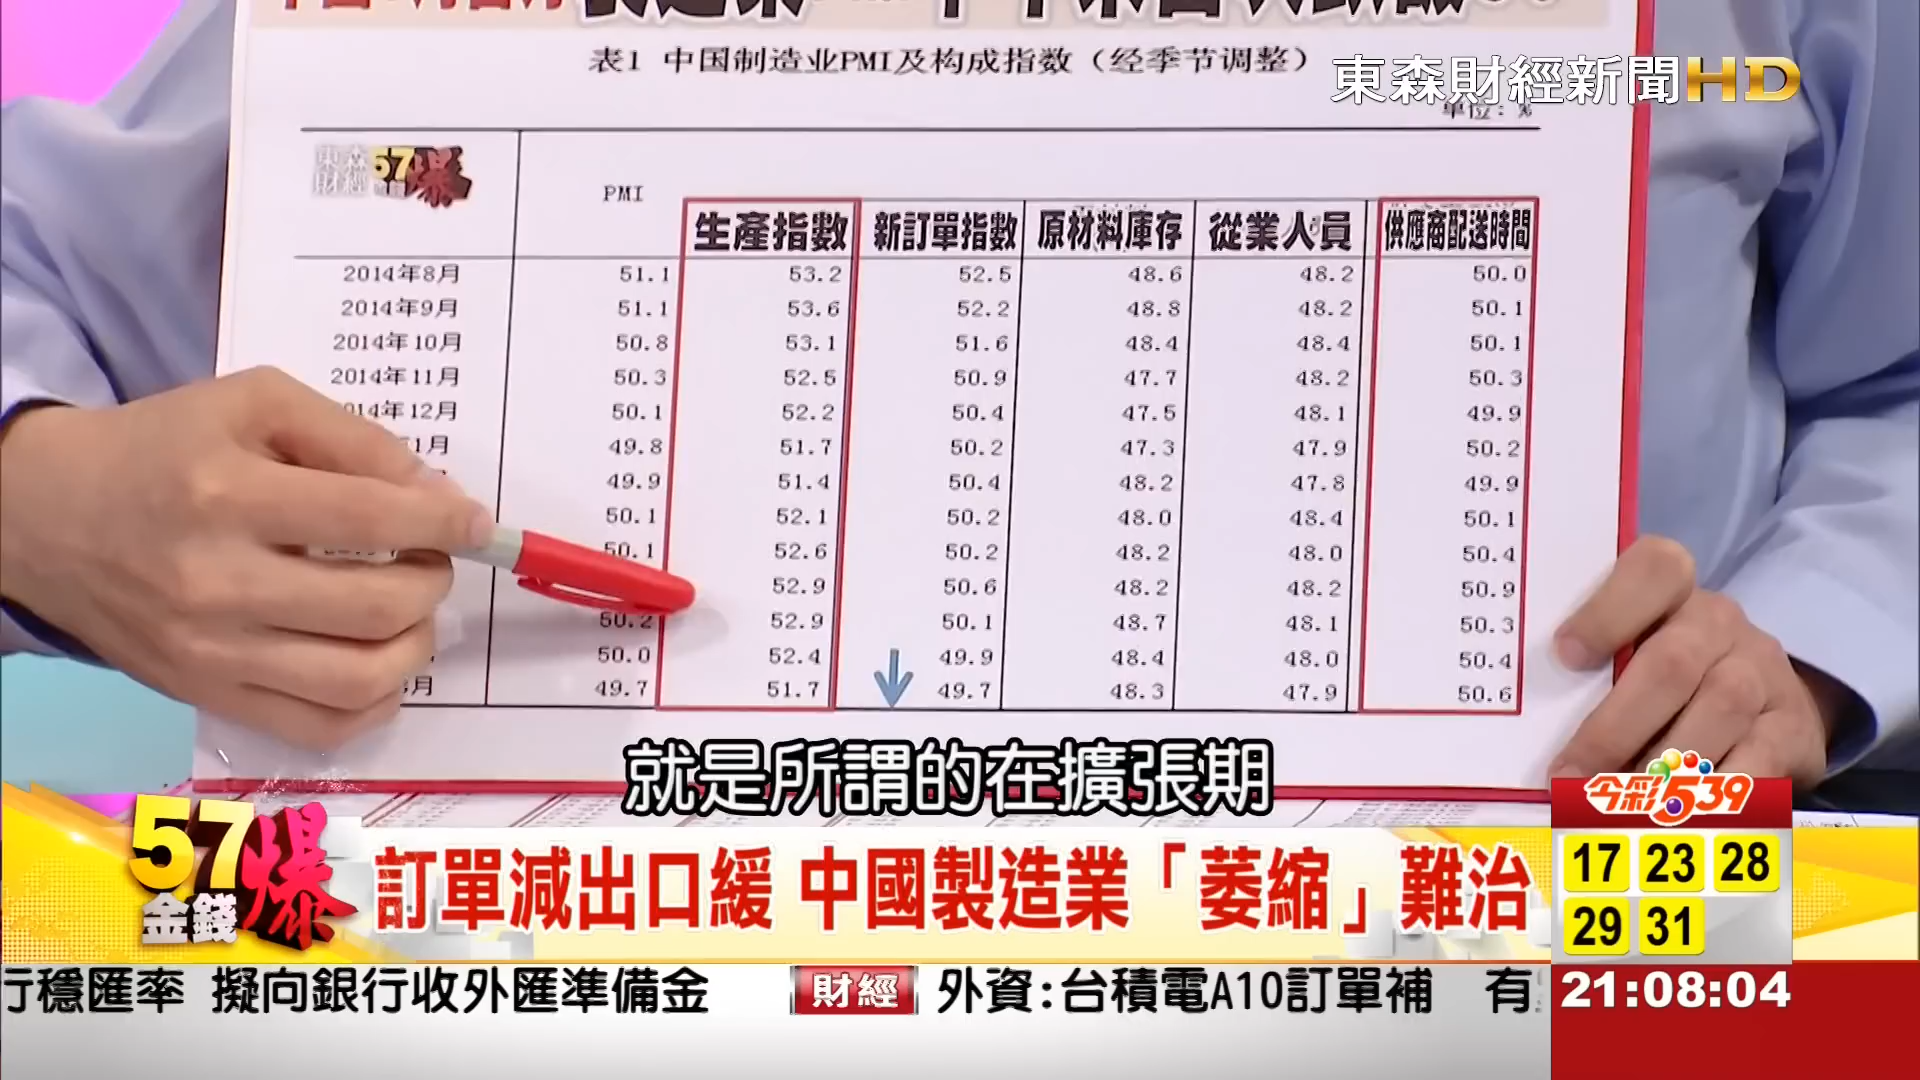 表1 中国制造业PMI及构成指数（经季节调整）
東森財經新聞HD
单位：%
東森財經 57 爆
PMI 生產指數 新訂單指數 原材料庫存 從業人員 供應商配送時間
2014年8月 51.1 53.2 52.5 48.6 48.2 50.0
2014年9月 51.1 53.6 52.2 48.8 48.2 50.1
2014年10月 50.8 53.1 51.6 48.4 48.4 50.1
2014年11月 50.3 52.5 50.9 47.7 48.2 50.3
014年12月 50.1 52.2 50.4 47.5 48.1 49.9
1月 49.8 51.7 50.2 47.3 47.9 50.2
49.9 51.4 50.4 48.2 47.8 49.9
50.1 52.1 50.2 48.0 48.4 50.1
50.1 52.6 50.2 48.2 48.0 50.4
52.9 50.6 48.2 48.2 50.9
50.2 52.9 50.1 48.7 48.1 50.3
50.0 52.4 49.9 48.4 48.0 50.4
月 49.7 51.7 49.7 48.3 47.9 50.6
就是所謂的在擴張期
57金錢爆
訂單減出口緩 中國製造業「萎縮」難治
今彩539
17 23 28
29 31
行穩匯率 擬向銀行收外匯準備金 財經 外資:台積電A10訂單補 有
21:08:04